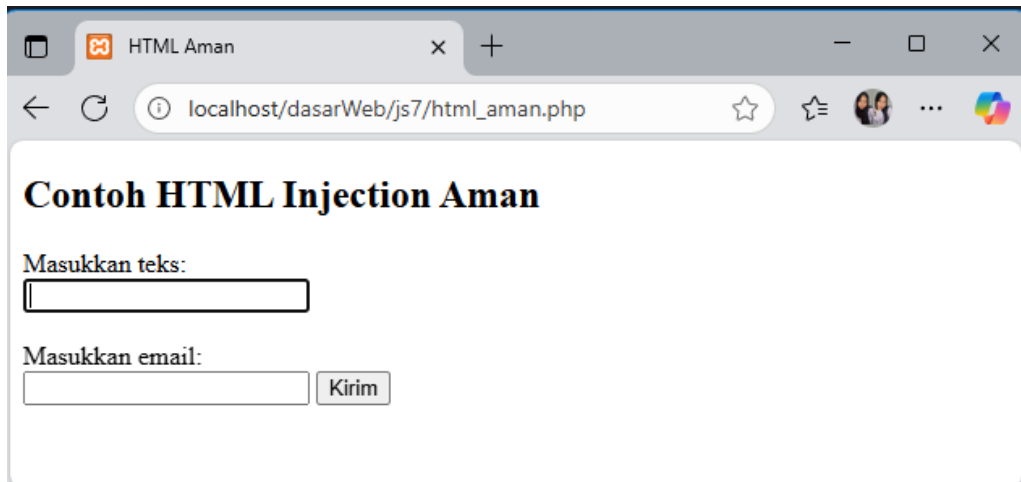 HTML Aman
localhost/dasarWeb/js7/html_aman.php
Contoh HTML Injection Aman
Masukkan teks:
Masukkan email:
Kirim